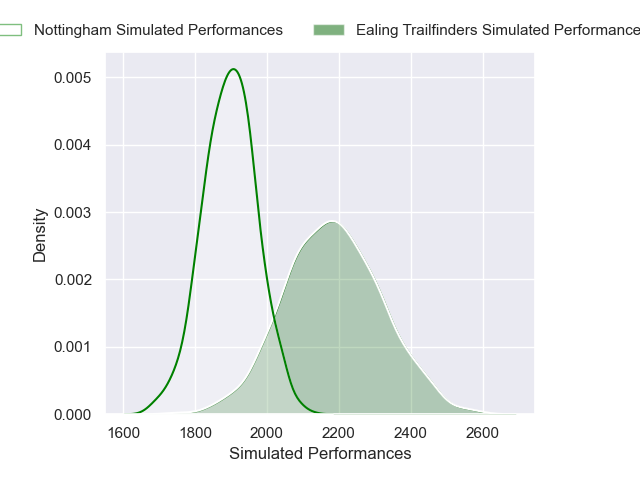 Nottingham Simulated Performances
Ealing Trailfinders Simulated Performance
0.005
0.004
0.003
0.002
0.001
0.000
Density
1600 1800 2000 2200 2400 2600
Simulated Performances